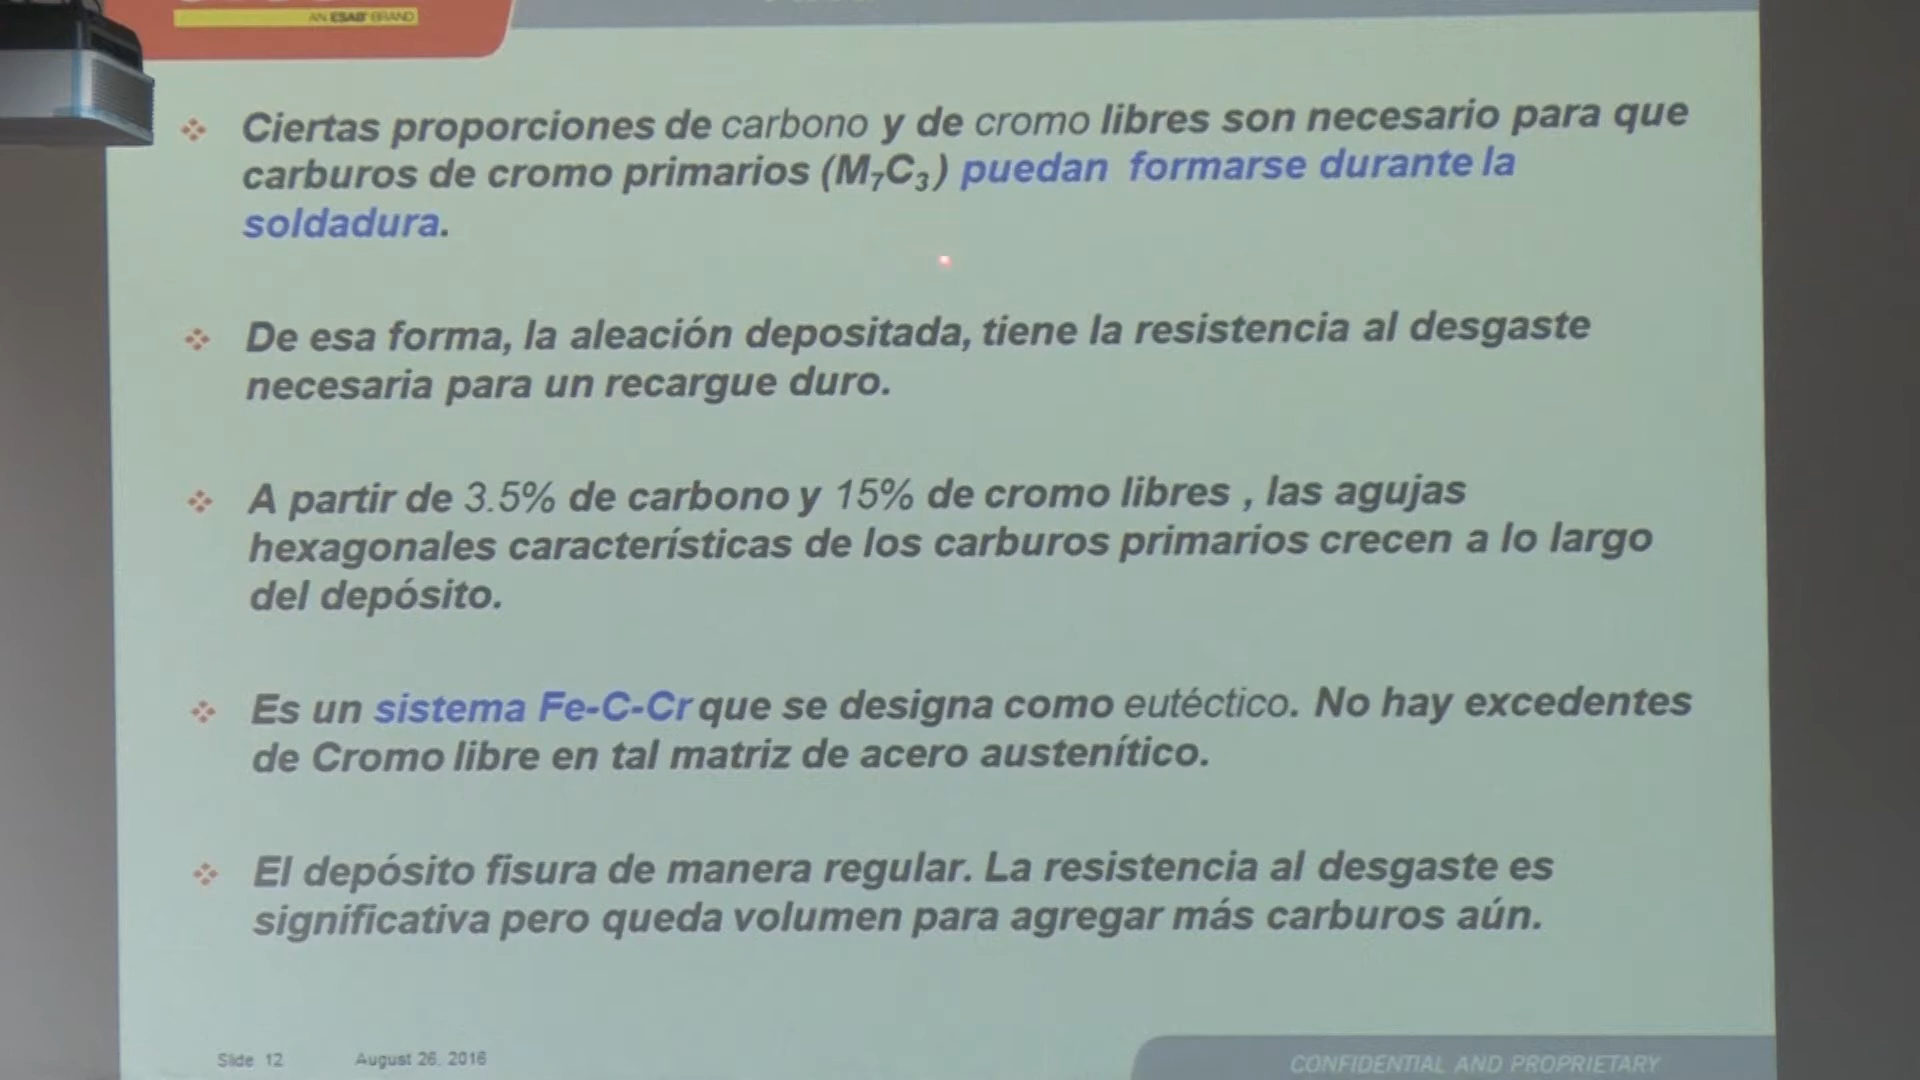 AN ESAB BRAND
Ciertas proporciones de carbono y de cromo libres son necesario para que
carburos de cromo primarios (M₇C₃) puedan formarse durante la
soldadura.
De esa forma, la aleación depositada, tiene la resistencia al desgaste
necesaria para un recargue duro.
A partir de 3.5% de carbono y 15% de cromo libres , las agujas
hexagonales características de los carburos primarios crecen a lo largo
del depósito.
Es un sistema Fe-C-Cr que se designa como eutéctico. No hay excedentes
de Cromo libre en tal matriz de acero austenítico.
El depósito fisura de manera regular. La resistencia al desgaste es
significativa pero queda volumen para agregar más carburos aún.
Slide 12 August 26, 2016
CONFIDENTIAL AND PROPRIETARY